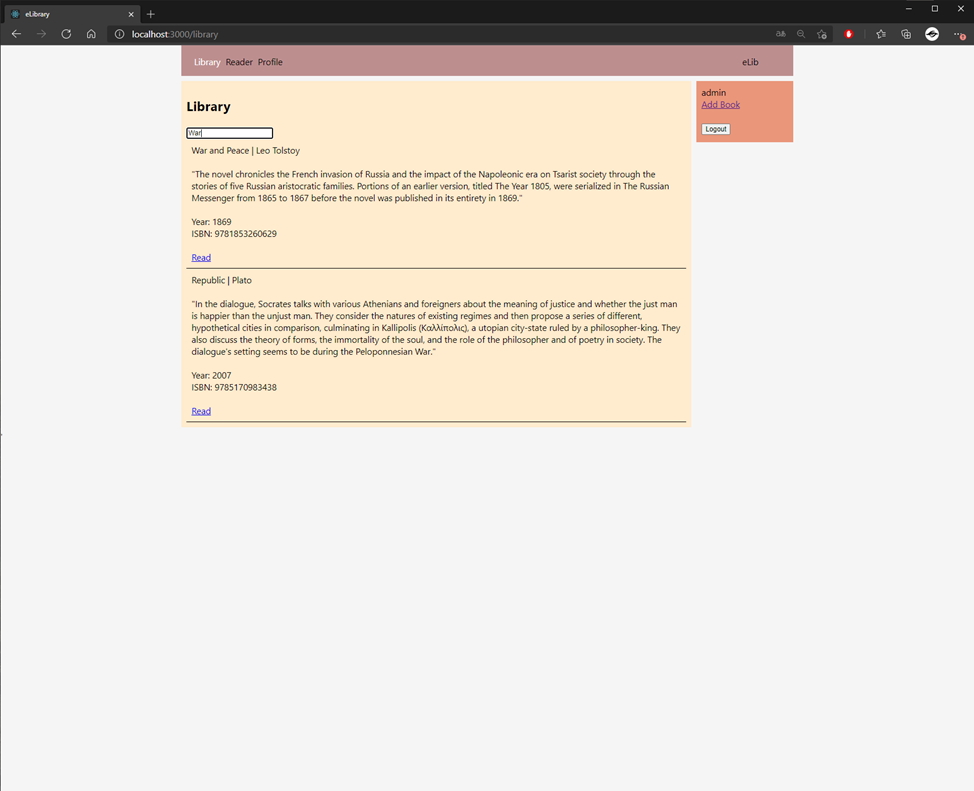 eLibrary
localhost:3000/library
Library Reader Profile eLib
Library
War
War and Peace | Leo Tolstoy
"The novel chronicles the French invasion of Russia and the impact of the Napoleonic era on Tsarist society through the
stories of five Russian aristocratic families. Portions of an earlier version, titled The Year 1805, were serialized in The Russian
Messenger from 1865 to 1867 before the novel was published in its entirety in 1869."
Year: 1869
ISBN: 9781853260629
Read
Republic | Plato
"In the dialogue, Socrates talks with various Athenians and foreigners about the meaning of justice and whether the just man
is happier than the unjust man. They consider the natures of existing regimes and then propose a series of different,
hypothetical cities in comparison, culminating in Kallipolis (Καλλίπολις), a utopian city-state ruled by a philosopher-king. They
also discuss the theory of forms, the immortality of the soul, and the role of the philosopher and of poetry in society. The
dialogue's setting seems to be during the Peloponnesian War."
Year: 2007
ISBN: 9785170983438
Read
admin
Add Book
Logout